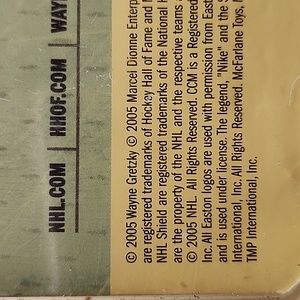 NHL.COM | HHOF.COM | WAY
© 2005 Wayne Gretzky © 2005 Marcel Dionne Enterpr
are registered trademarks of Hockey Hall of Fame and
NHL Shield are registered trademarks of the National H
are the property of the NHL and the respective teams
© 2005 NHL. All Rights Reserved. CCM is a Registered
Inc. All Easton logos are used with permission from East
and is used under license. The legend, "Nike" and the S
International, Inc. All Rights Reserved. McFarlane Toys,
TMP International, Inc.